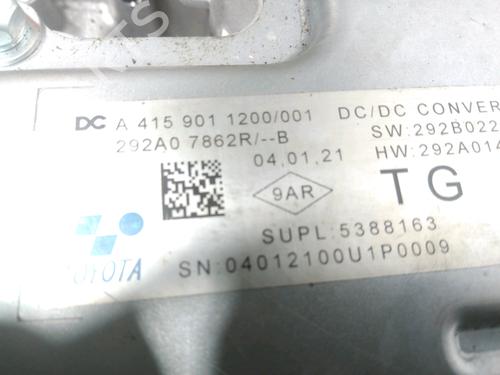 DC A 415 901 1200/001 DC/DC CONVER
292A0 7862R/--B SW:292B022
04.01.21 HW:292A014
9AR TG
SUPL:5388163
SN:04012100U1P0009